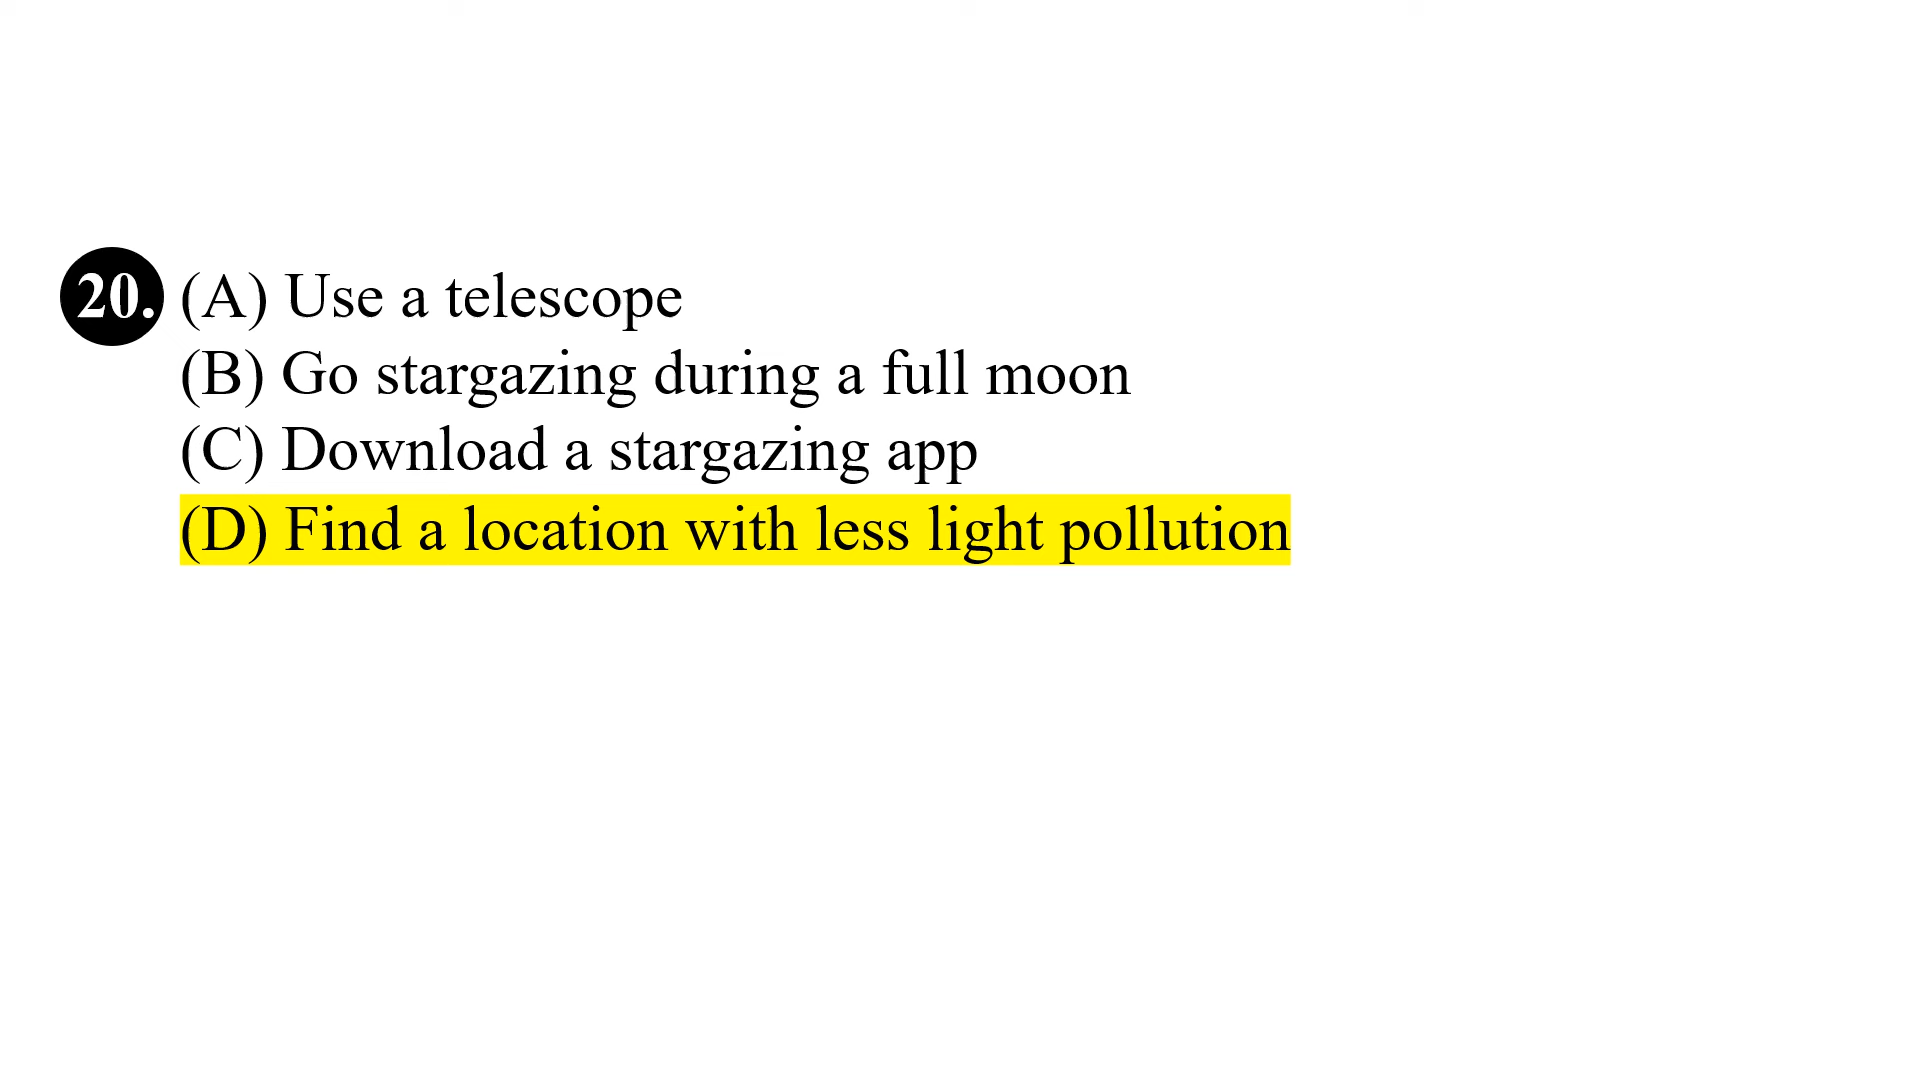 20. (A) Use a telescope
(B) Go stargazing during a full moon
(C) Download a stargazing app
(D) Find a location with less light pollution